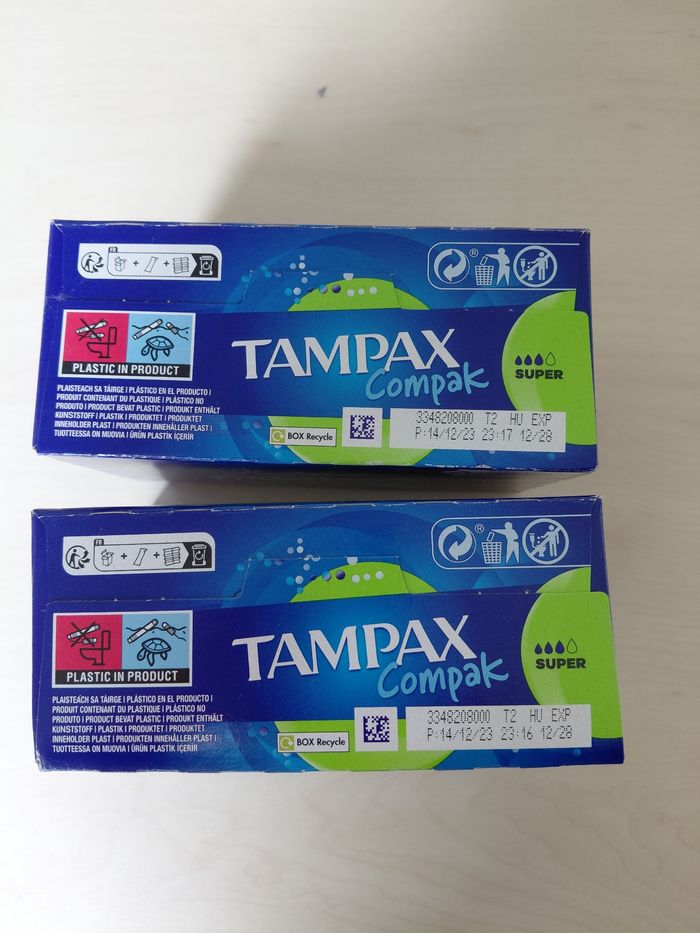 FR
+ + +
TAMPAX
Compak
SUPER
PLASTIC IN PRODUCT
PLAISTEACH SA TÁIRGE | PLÁSTICO EN EL PRODUCTO |
PRODUIT CONTENANT DU PLASTIQUE | PLÁSTICO NO
PRODUTO | PRODUCT BEVAT PLASTIC | PRODUKT ENTHÄLT
KUNSTSTOFF | PLASTIK I PRODUKTET | PRODUKTET
INNEHOLDER PLAST | PRODUKTEN INNEHÅLLER PLAST |
TUOTTEESSA ON MUOVIA | ÜRÜN PLASTİK İÇERİR
BOX Recycle
3348208000 T2 HU EXP
P:14/12/23 23:17 12/28
FR
+ + +
TAMPAX
Compak
SUPER
PLASTIC IN PRODUCT
PLAISTEACH SA TÁIRGE | PLÁSTICO EN EL PRODUCTO |
PRODUIT CONTENANT DU PLASTIQUE | PLÁSTICO NO
PRODUTO | PRODUCT BEVAT PLASTIC | PRODUKT ENTHÄLT
KUNSTSTOFF | PLASTIK I PRODUKTET | PRODUKTET
INNEHOLDER PLAST | PRODUKTEN INNEHÅLLER PLAST |
TUOTTEESSA ON MUOVIA | ÜRÜN PLASTİK İÇERİR
BOX Recycle
3348208000 T2 HU EXP
P:14/12/23 23:16 12/28